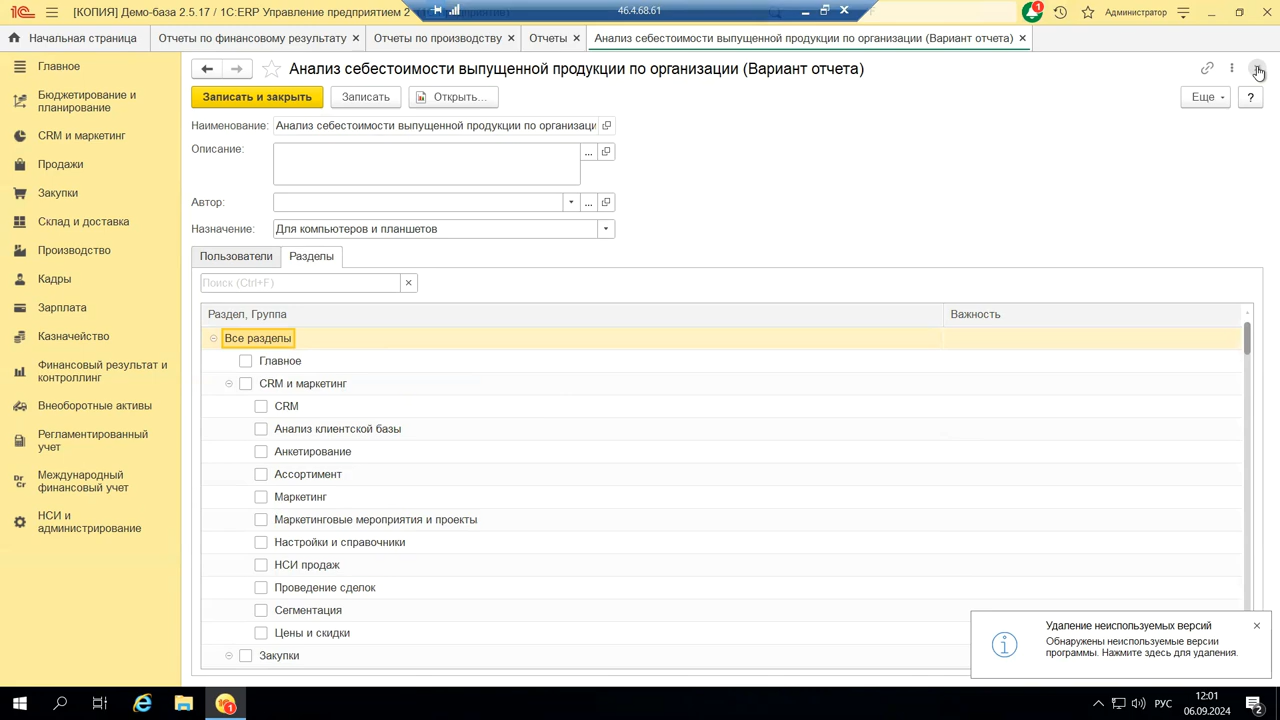 [КОПИЯ] Демо-база 2.5.17 / 1С:ERP Управление предприятием 2
46.4.68.61
Администратор
1
Начальная страница
Отчеты по финансовому результату
Отчеты по производству
Отчеты
Анализ себестоимости выпущенной продукции по организации (Вариант отчета)
Главное
Бюджетирование и
планирование
CRM и маркетинг
Продажи
Закупки
Склад и доставка
Производство
Кадры
Зарплата
Казначейство
Финансовый результат и
контроллинг
Внеоборотные активы
Регламентированный
учет
Международный
финансовый учет
НСИ и
администрирование
Анализ себестоимости выпущенной продукции по организации (Вариант отчета)
Записать и закрыть
Записать
Открыть...
Еще
?
Наименование:
Анализ себестоимости выпущенной продукции по организаци
Описание:
...
Автор:
...
Назначение:
Для компьютеров и планшетов
Пользователи
Разделы
Поиск (Ctrl+F)
Раздел, Группа
Важность
Все разделы
Главное
CRM и маркетинг
CRM
Анализ клиентской базы
Анкетирование
Ассортимент
Маркетинг
Маркетинговые мероприятия и проекты
Настройки и справочники
НСИ продаж
Проведение сделок
Сегментация
Цены и скидки
Закупки
Удаление неиспользуемых версий
Обнаружены неиспользуемые версии
программы. Нажмите здесь для удаления.
1
РУС
12:01
06.09.2024
2